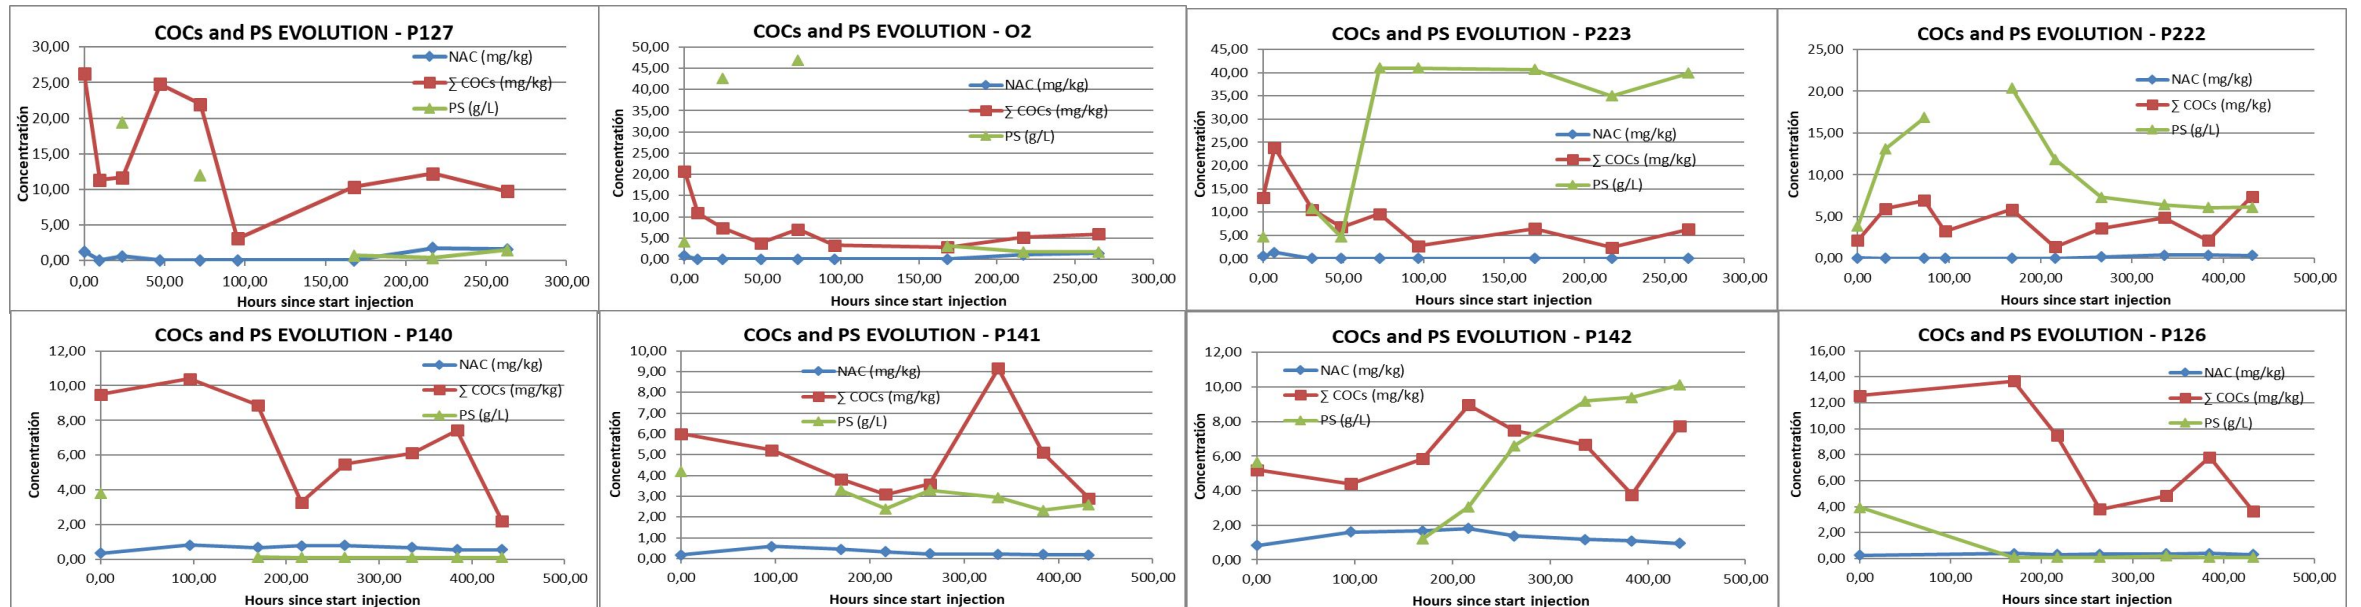 COCs and PS EVOLUTION - P127
30,00
25,00
20,00
15,00
10,00
5,00
0,00
Concentración
NAC (mg/kg)
∑ COCs (mg/kg)
PS (g/L)
0,00 50,00 100,00 150,00 200,00 250,00 300,00
Hours since start injection
COCs and PS EVOLUTION - O2
50,00
45,00
40,00
35,00
30,00
25,00
20,00
15,00
10,00
5,00
0,00
Concentración
NAC (mg/kg)
∑ COCs (mg/kg)
PS (g/L)
0,00 50,00 100,00 150,00 200,00 250,00 300,00
Hours since start injection
COCs and PS EVOLUTION - P223
45,00
40,00
35,00
30,00
25,00
20,00
15,00
10,00
5,00
0,00
Concentración
NAC (mg/kg)
∑ COCs (mg/kg)
PS (g/L)
0,00 50,00 100,00 150,00 200,00 250,00 300,00
Hours since start injection
COCs and PS EVOLUTION - P222
25,00
20,00
15,00
10,00
5,00
0,00
Concentración
NAC (mg/kg)
∑ COCs (mg/kg)
PS (g/L)
0,00 100,00 200,00 300,00 400,00 500,00
Hours since start injection
COCs and PS EVOLUTION - P140
12,00
10,00
8,00
6,00
4,00
2,00
0,00
Concentración
NAC (mg/kg)
∑ COCs (mg/kg)
PS (g/L)
0,00 100,00 200,00 300,00 400,00 500,00
Hours since start injection
COCs and PS EVOLUTION - P141
10,00
9,00
8,00
7,00
6,00
5,00
4,00
3,00
2,00
1,00
0,00
Concentración
NAC (mg/kg)
∑ COCs (mg/kg)
PS (g/L)
0,00 100,00 200,00 300,00 400,00 500,00
Hours since start injection
COCs and PS EVOLUTION - P142
12,00
10,00
8,00
6,00
4,00
2,00
0,00
Concentración
NAC (mg/kg)
∑ COCs (mg/kg)
PS (g/L)
0,00 100,00 200,00 300,00 400,00 500,00
Hours since start injection
COCs and PS EVOLUTION - P126
16,00
14,00
12,00
10,00
8,00
6,00
4,00
2,00
0,00
Concentración
NAC (mg/kg)
∑ COCs (mg/kg)
PS (g/L)
0,00 100,00 200,00 300,00 400,00 500,00
Hours since start injection